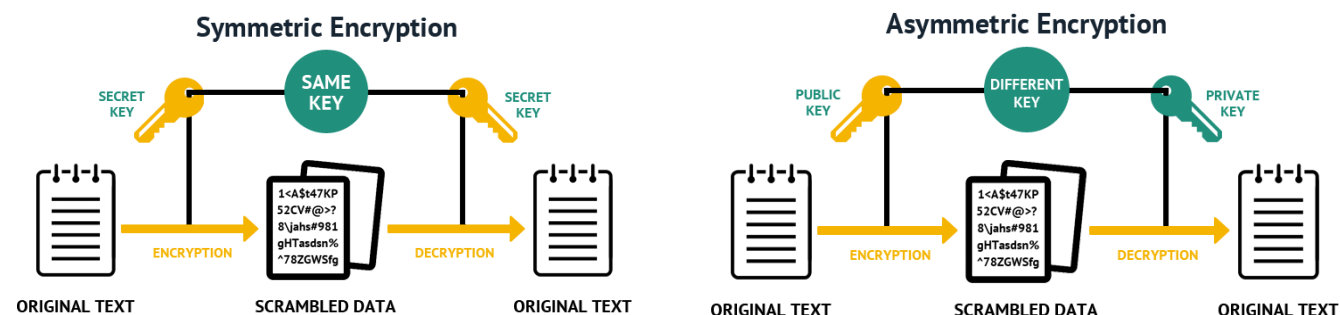 Symmetric Encryption
SAME
KEY
SECRET
KEY
SECRET
KEY
1<A$t47KP
52CV#@>?
8\jahs#981
gHTasdsn%
^78ZGWSfg
ENCRYPTION
DECRYPTION
ORIGINAL TEXT
SCRAMBLED DATA
ORIGINAL TEXT
Asymmetric Encryption
DIFFERENT
KEY
PUBLIC
KEY
PRIVATE
KEY
1<A$t47KP
52CV#@>?
8\jahs#981
gHTasdsn%
^78ZGWSfg
ENCRYPTION
DECRYPTION
ORIGINAL TEXT
SCRAMBLED DATA
ORIGINAL TEXT